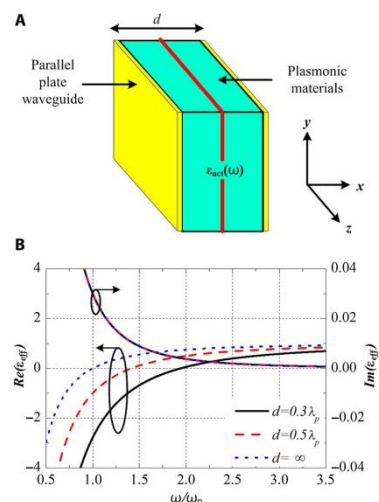 A
d
Parallel
plate
waveguide
Plasmonic
materials
εact(ω)
y
x
z
B
4
2
0
-2
-4
Re(εeff)
0.04
0.02
0.00
-0.02
-0.04
Im(εeff)
d=0.3λp
d=0.5λp
d= ∞
0.5 1.0 1.5 2.0 2.5 3.0 3.5
ω/ωp